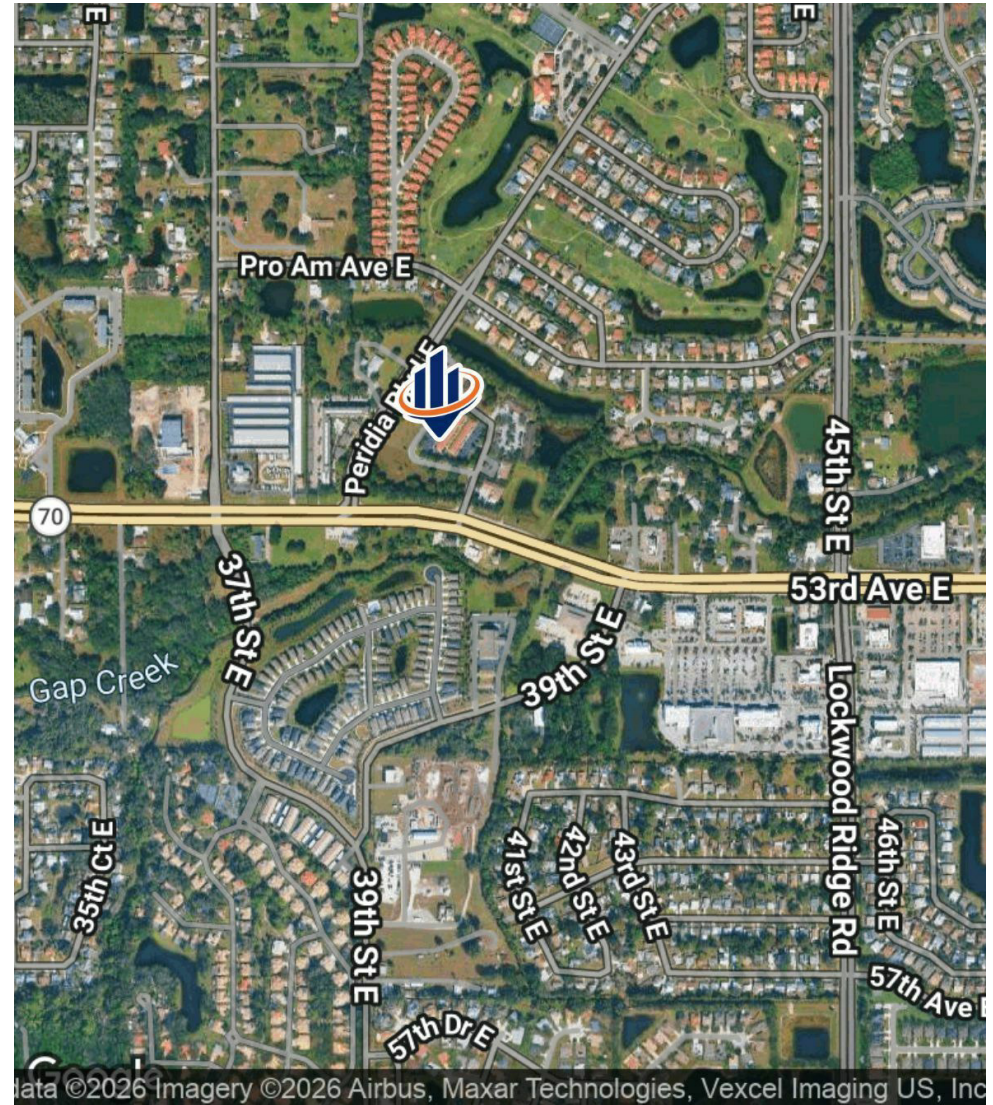 E
E
Pro Am Ave E
Peridia Blvd E
45th St E
70
53rd Ave E
37th St E
39th St E
Gap Creek
Lockwood Ridge Rd
35th Ct E
41st St E
42nd St E
43rd St E
46th St E
39th St E
57th Ave E
57th Dr E
Google
data ©2026 Imagery ©2026 Airbus, Maxar Technologies, Vexcel Imaging US, Inc